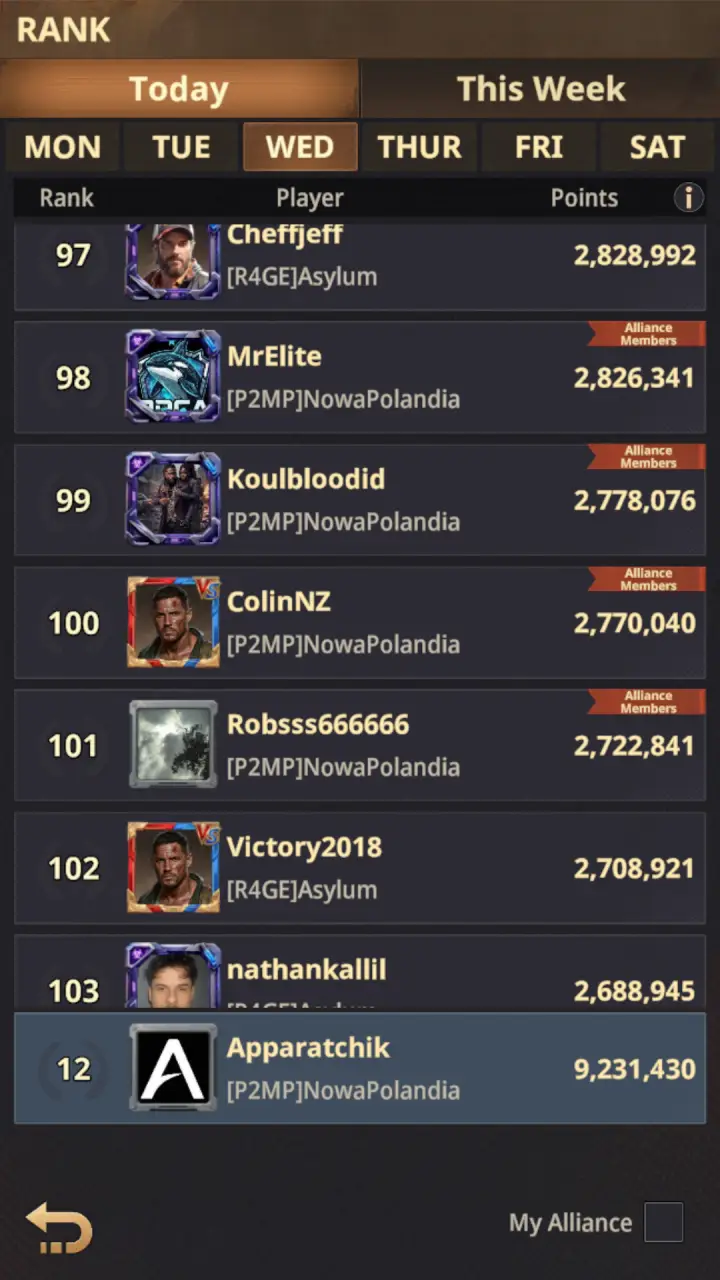 RANK
Today
This Week
MON TUE WED THUR FRI SAT
Rank Player Points i
97 Cheffjeff 2,828,992
[R4GE]Asylum
Alliance Members
98 MrElite 2,826,341
[P2MP]NowaPolandia
Alliance Members
99 Koulbloodid 2,778,076
[P2MP]NowaPolandia
Alliance Members
100 ColinNZ 2,770,040
[P2MP]NowaPolandia
Alliance Members
101 Robsss666666 2,722,841
[P2MP]NowaPolandia
VS
102 Victory2018 2,708,921
[R4GE]Asylum
103 nathankallil 2,688,945
[R4GE]Asylum
12 Apparatchik 9,231,430
[P2MP]NowaPolandia
My Alliance